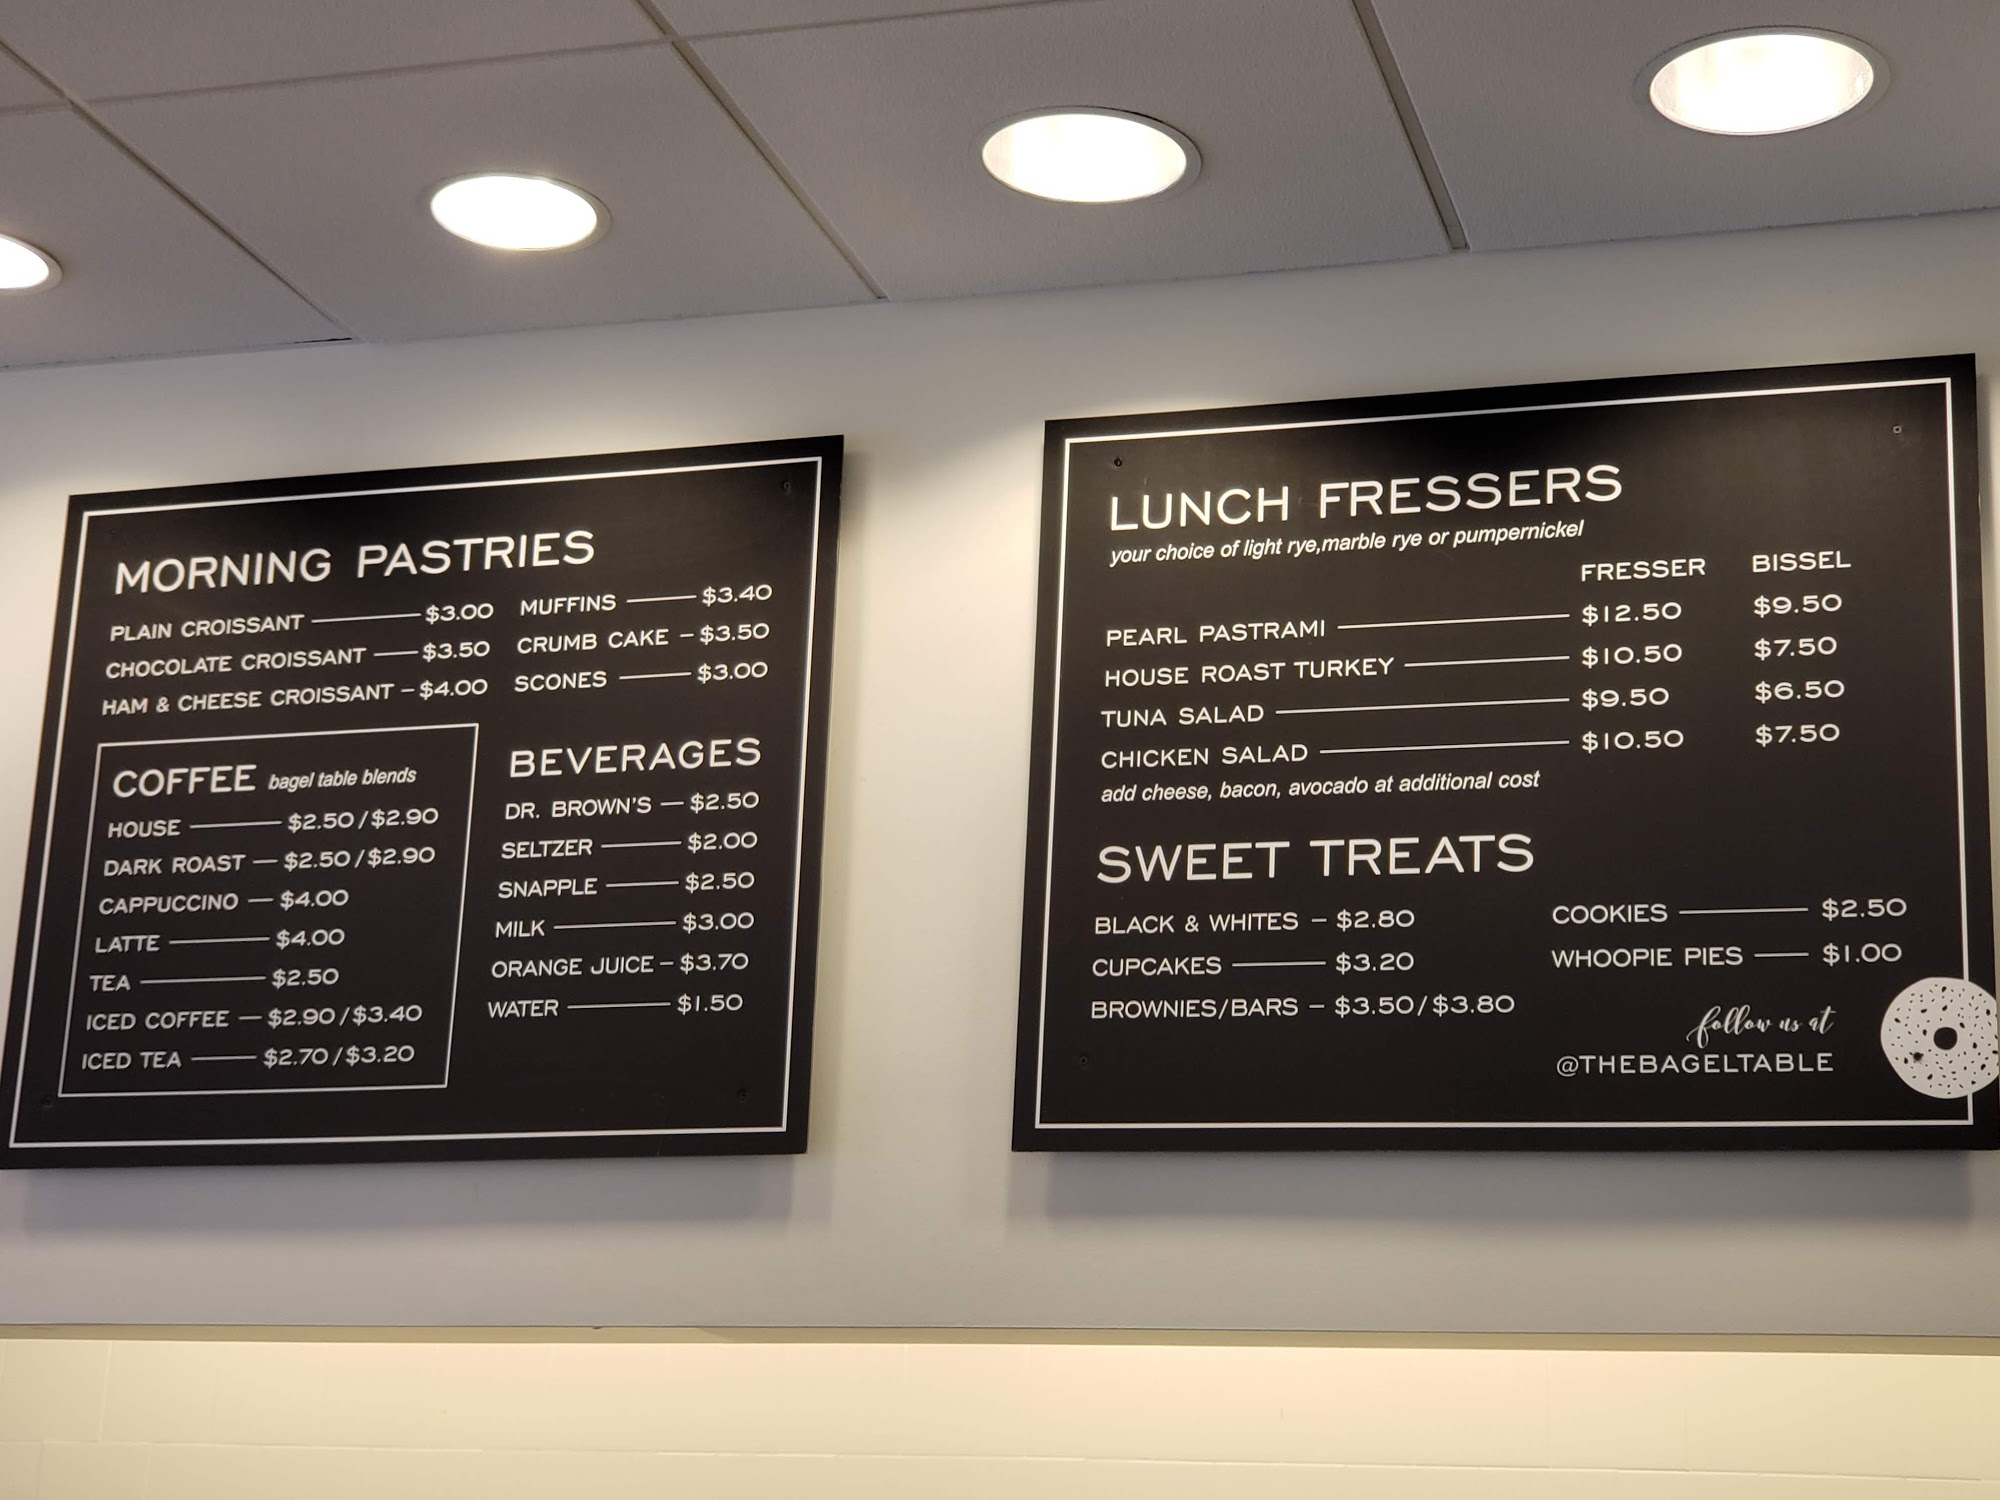 MORNING PASTRIES
PLAIN CROISSANT $3.00
CHOCOLATE CROISSANT $3.50
HAM & CHEESE CROISSANT $4.00
MUFFINS $3.40
CRUMB CAKE $3.50
SCONES $3.00
COFFEE bagel table blends
HOUSE $2.50/$2.90
DARK ROAST $2.50/$2.90
CAPPUCCINO $4.00
LATTE $4.00
TEA $2.50
ICED COFFEE $2.90/$3.40
ICED TEA $2.70/$3.20
BEVERAGES
DR. BROWN'S $2.50
SELTZER $2.00
SNAPPLE $2.50
MILK $3.00
ORANGE JUICE $3.70
WATER $1.50
LUNCH FRESSERS
your choice of light rye,marble rye or pumpernickel
FRESSER BISSEL
PEARL PASTRAMI $12.50 $9.50
HOUSE ROAST TURKEY $10.50 $7.50
TUNA SALAD $9.50 $6.50
CHICKEN SALAD $10.50 $7.50
add cheese, bacon, avocado at additional cost
SWEET TREATS
BLACK & WHITES $2.80
CUPCAKES $3.20
BROWNIES/BARS $3.50/$3.80
COOKIES $2.50
WHOOPIE PIES $1.00
follow us at
@THEBAGELTABLE